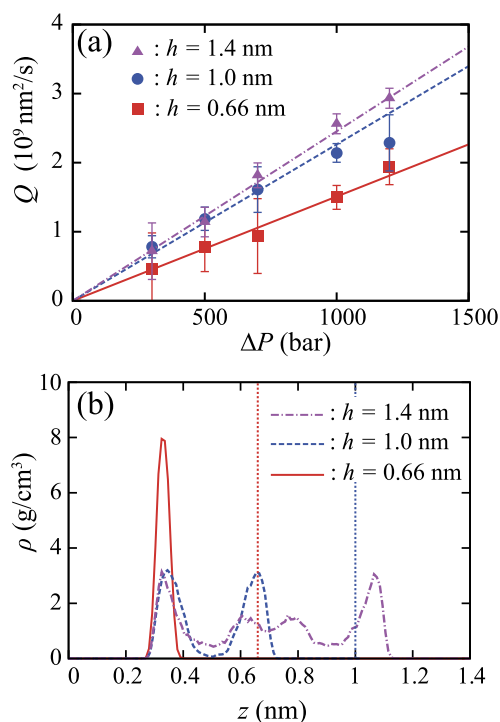 (a)
: h = 1.4 nm
: h = 1.0 nm
: h = 0.66 nm
Q (10⁹ nm²/s)
4
3
2
1
0
0 500 1000 1500
ΔP (bar)
(b)
: h = 1.4 nm
: h = 1.0 nm
: h = 0.66 nm
ρ (g/cm³)
10
8
6
4
2
0
0 0.2 0.4 0.6 0.8 1 1.2 1.4
z (nm)